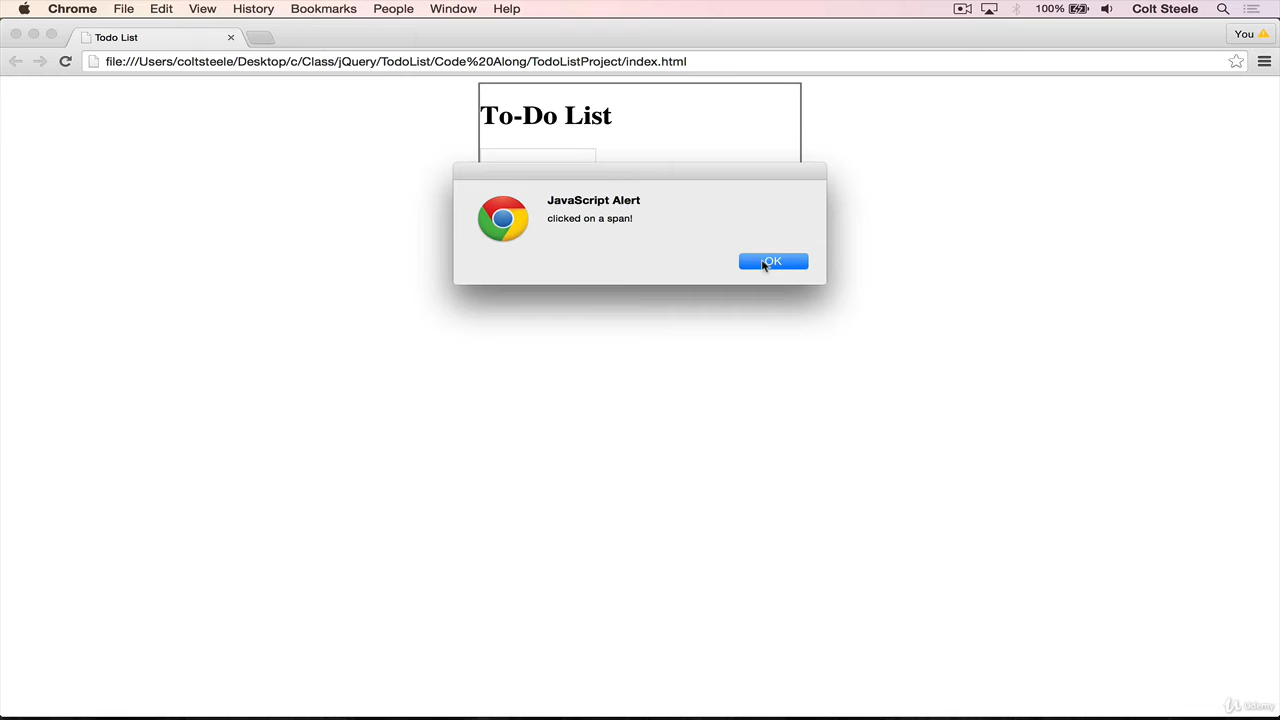 Chrome File Edit View History Bookmarks People Window Help 100% Colt Steele
Todo List You
file:///Users/coltsteele/Desktop/c/Class/jQuery/TodoList/Code%20Along/TodoListProject/index.html
To-Do List
JavaScript Alert
clicked on a span!
OK
Udemy